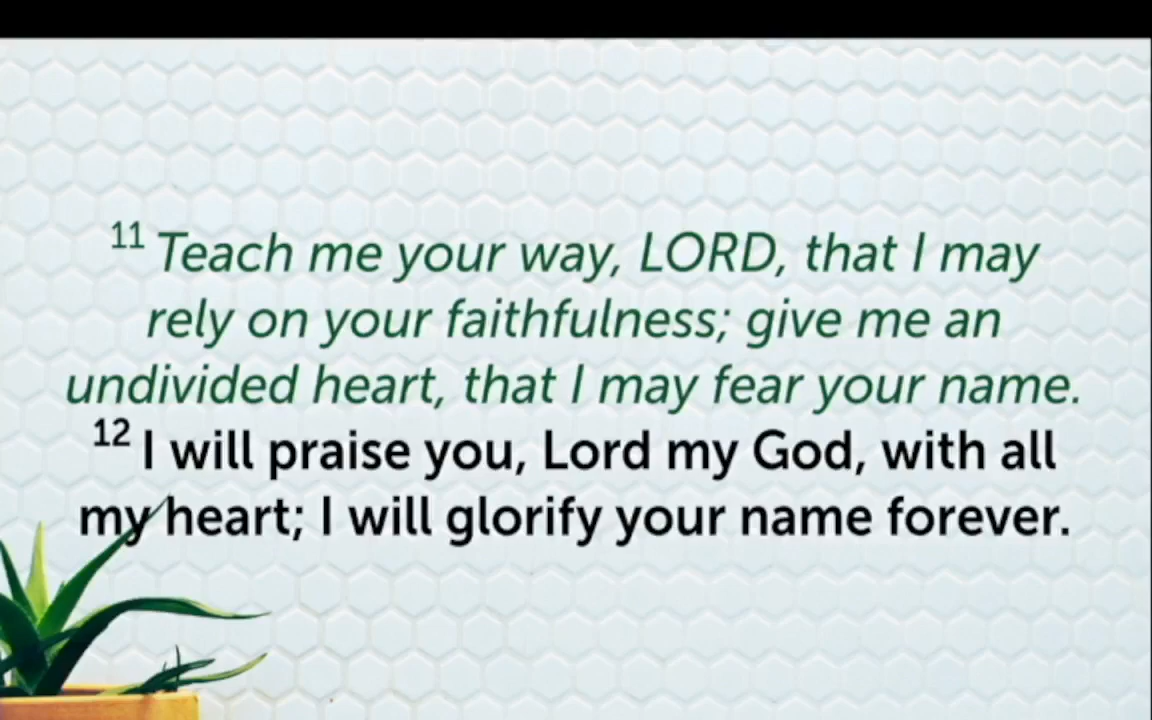 11 Teach me your way, LORD, that I may
rely on your faithfulness; give me an
undivided heart, that I may fear your name.
12 I will praise you, Lord my God, with all
my heart; I will glorify your name forever.